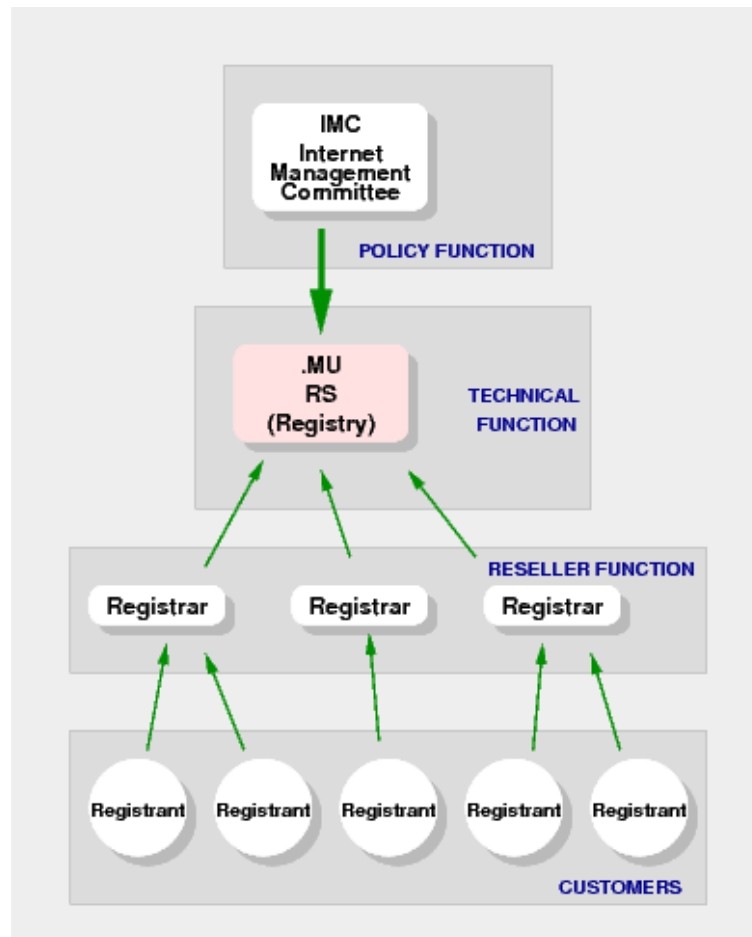 IMC
Internet
Management
Committee
POLICY FUNCTION
.MU
RS
(Registry)
TECHNICAL
FUNCTION
RESELLER FUNCTION
Registrar
Registrar
Registrar
Registrant
Registrant
Registrant
Registrant
Registrant
CUSTOMERS